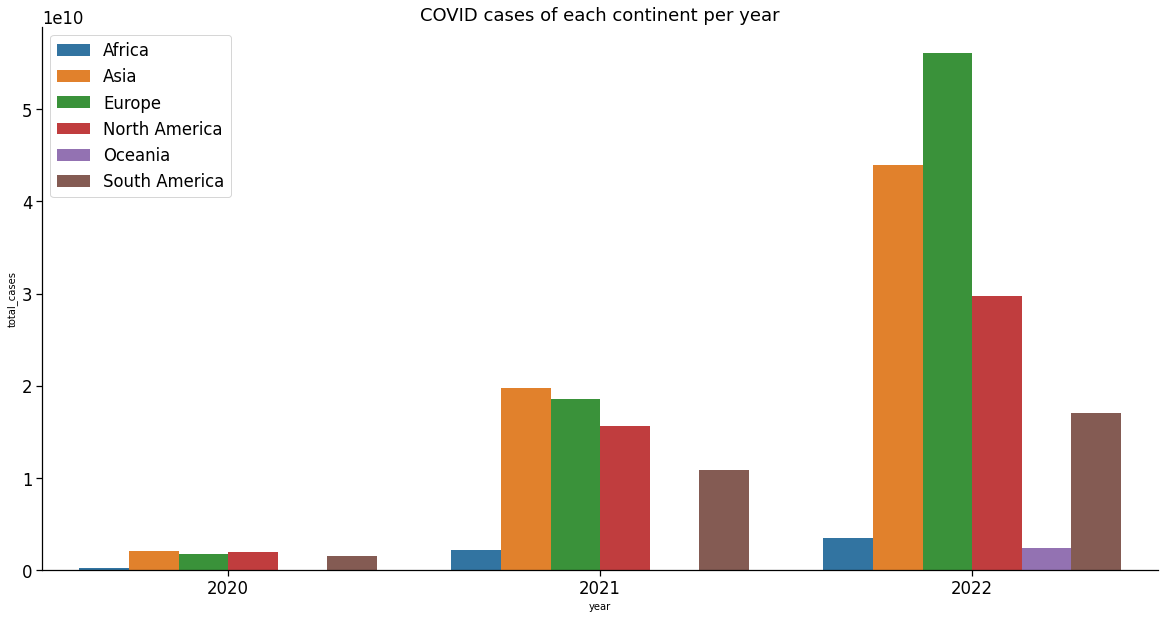 COVID cases of each continent per year
1e10
Africa
Asia
Europe
North America
Oceania
South America
5
4
3
2
1
0
total_cases
2020 2021 2022
year